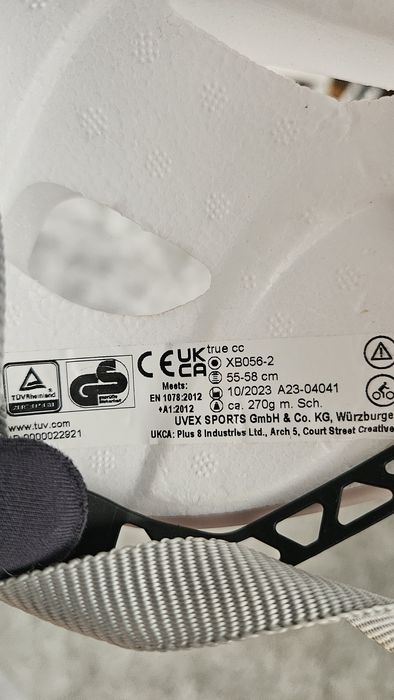 true cc
CE UK CA
XB056-2
55-58 cm
10/2023 A23-04041
ca. 270g m. Sch.
Meets:
EN 1078:2012
+A1:2012
TÜVRheinland
GS
www.tuv.com
0000022921
UVEX SPORTS GmbH & Co. KG, Würzburg
UKCA: Plus 8 Industries Ltd., Arch 5, Court Street Creative